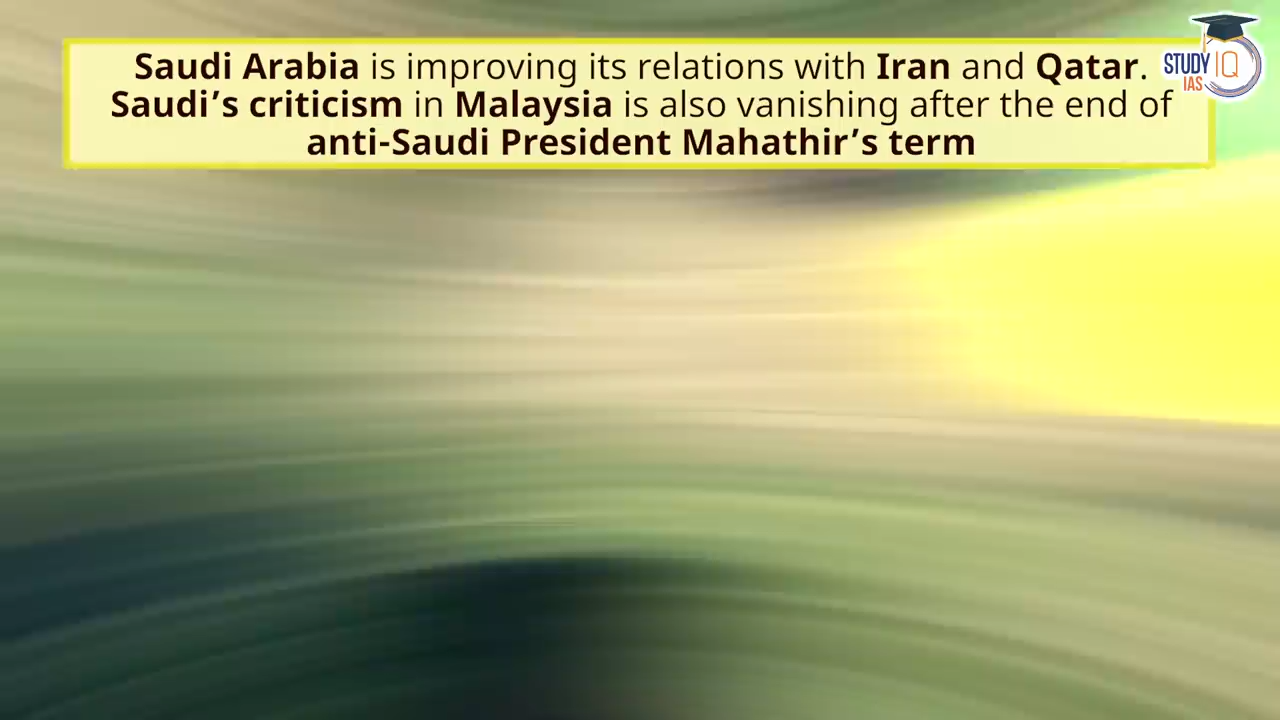 Saudi Arabia is improving its relations with Iran and Qatar.
Saudi’s criticism in Malaysia is also vanishing after the end of
anti-Saudi President Mahathir’s term
STUDY IQ
IAS